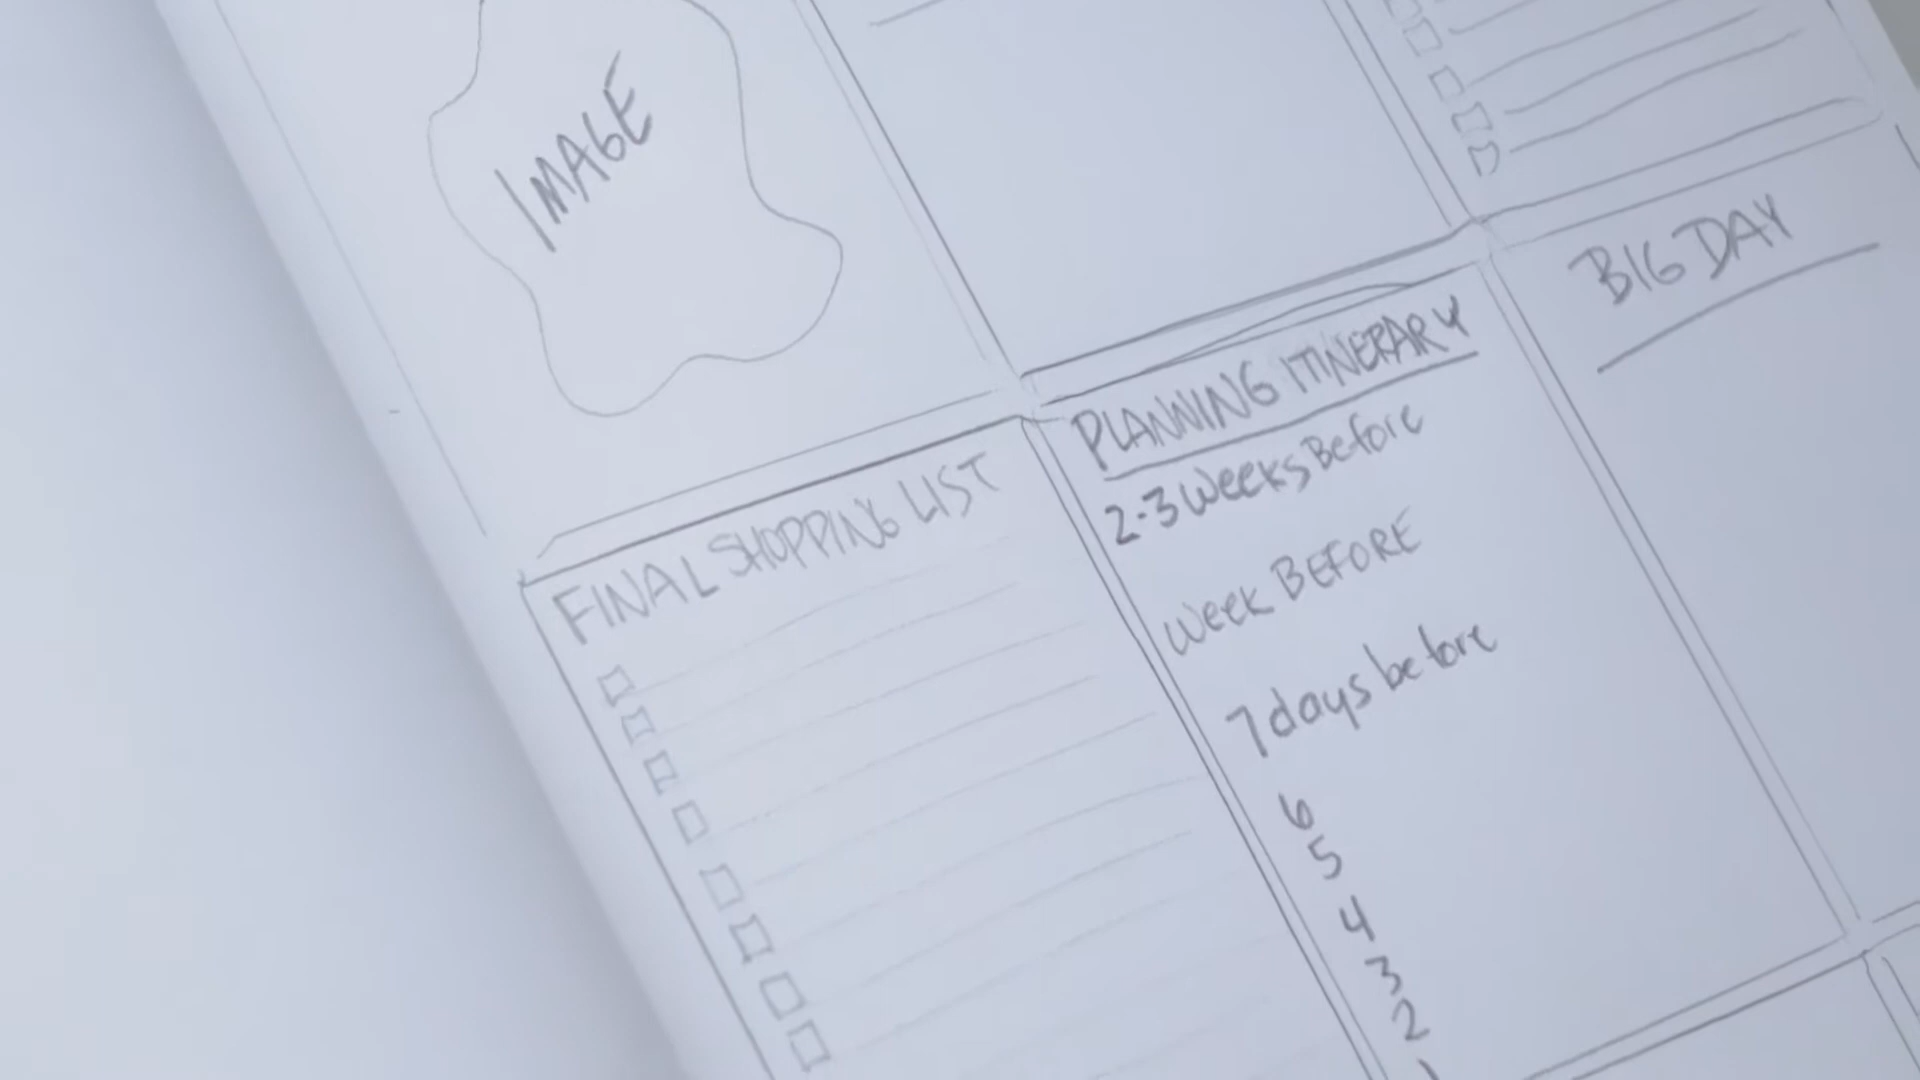 IMAGE
BIG DAY
FINAL SHOPPING LIST
PLANNING ITINERARY
2-3 Weeks Before
Week BEFORE
7 days before
6
5
4
3
2
1